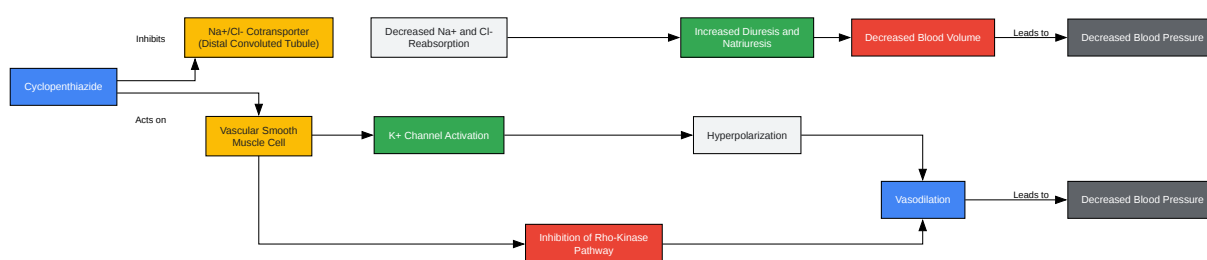 Inhibits
Na+/Cl- Cotransporter
(Distal Convoluted Tubule)
Decreased Na+ and Cl-
Reabsorption
Increased Diuresis and
Natriuresis
Decreased Blood Volume
Leads to
Decreased Blood Pressure
Cyclopenthiazide
Acts on
Vascular Smooth
Muscle Cell
K+ Channel Activation
Hyperpolarization
Vasodilation
Leads to
Decreased Blood Pressure
Inhibition of Rho-Kinase
Pathway